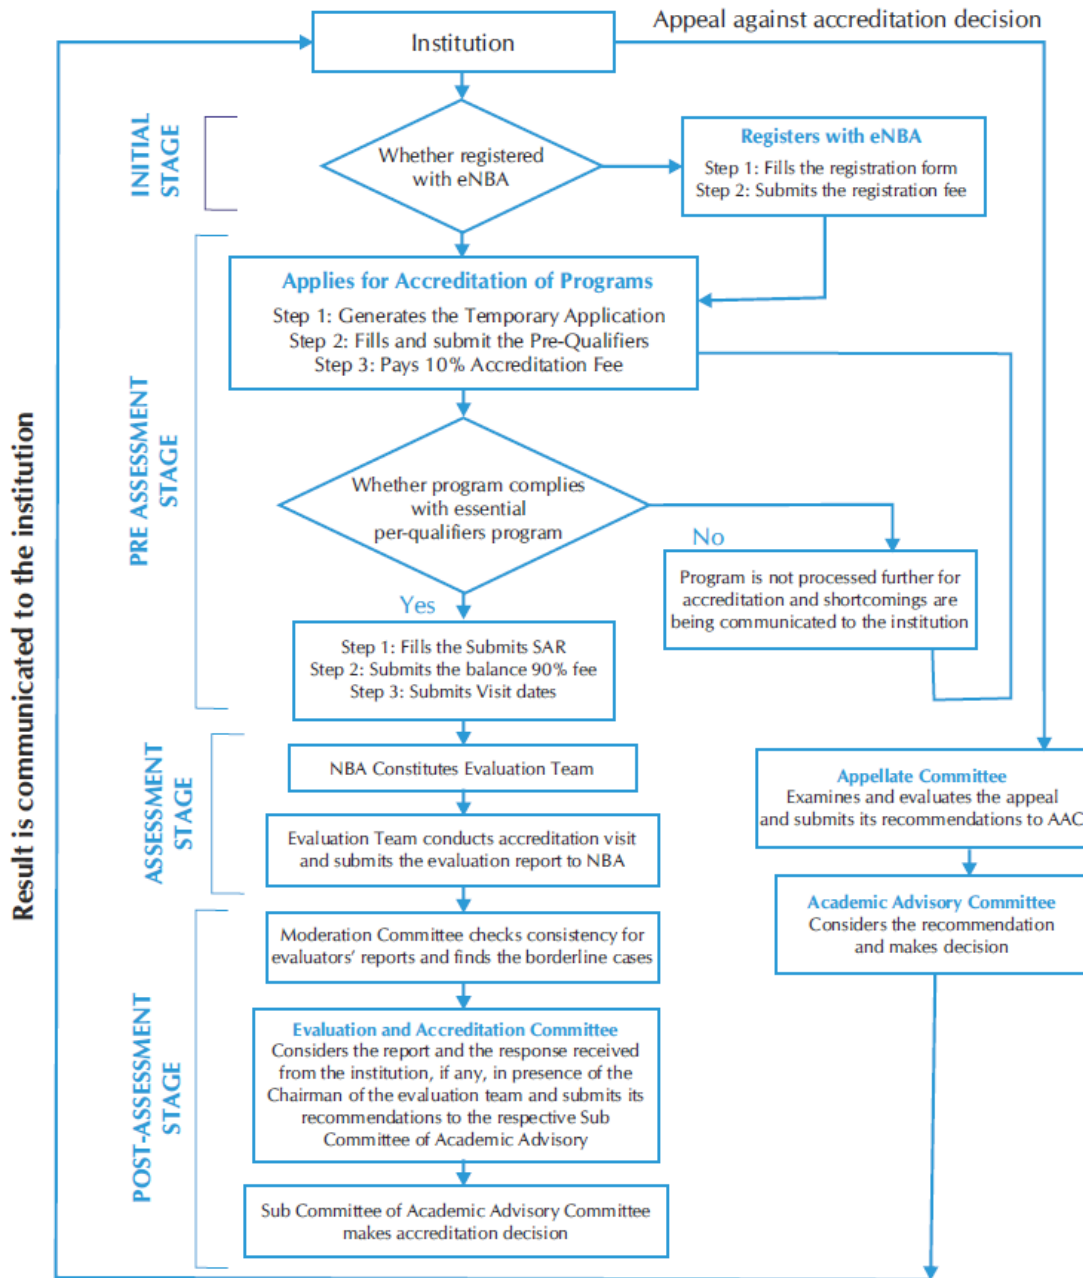 Appeal against accreditation decision
Institution
INITIAL
STAGE
Whether registered
with eNBA
Registers with eNBA
Step 1: Fills the registration form
Step 2: Submits the registration fee
PRE ASSESSMENT
STAGE
Applies for Accreditation of Programs
Step 1: Generates the Temporary Application
Step 2: Fills and submit the Pre-Qualifiers
Step 3: Pays 10% Accreditation Fee
Whether program complies
with essential
per-qualifiers program
No
Program is not processed further for
accreditation and shortcomings are
being communicated to the institution
Yes
Step 1: Fills the Submits SAR
Step 2: Submits the balance 90% fee
Step 3: Submits Visit dates
Result is communicated to the institution
ASSESSMENT
STAGE
NBA Constitutes Evaluation Team
Evaluation Team conducts accreditation visit
and submits the evaluation report to NBA
Appellate Committee
Examines and evaluates the appeal
and submits its recommendations to AAC
Academic Advisory Committee
Considers the recommendation
and makes decision
POST-ASSESSMENT
STAGE
Moderation Committee checks consistency for
evaluators' reports and finds the borderline cases
Evaluation and Accreditation Committee
Considers the report and the response received
from the institution, if any, in presence of the
Chairman of the evaluation team and submits its
recommendations to the respective Sub
Committee of Academic Advisory
Sub Committee of Academic Advisory Committee
makes accreditation decision